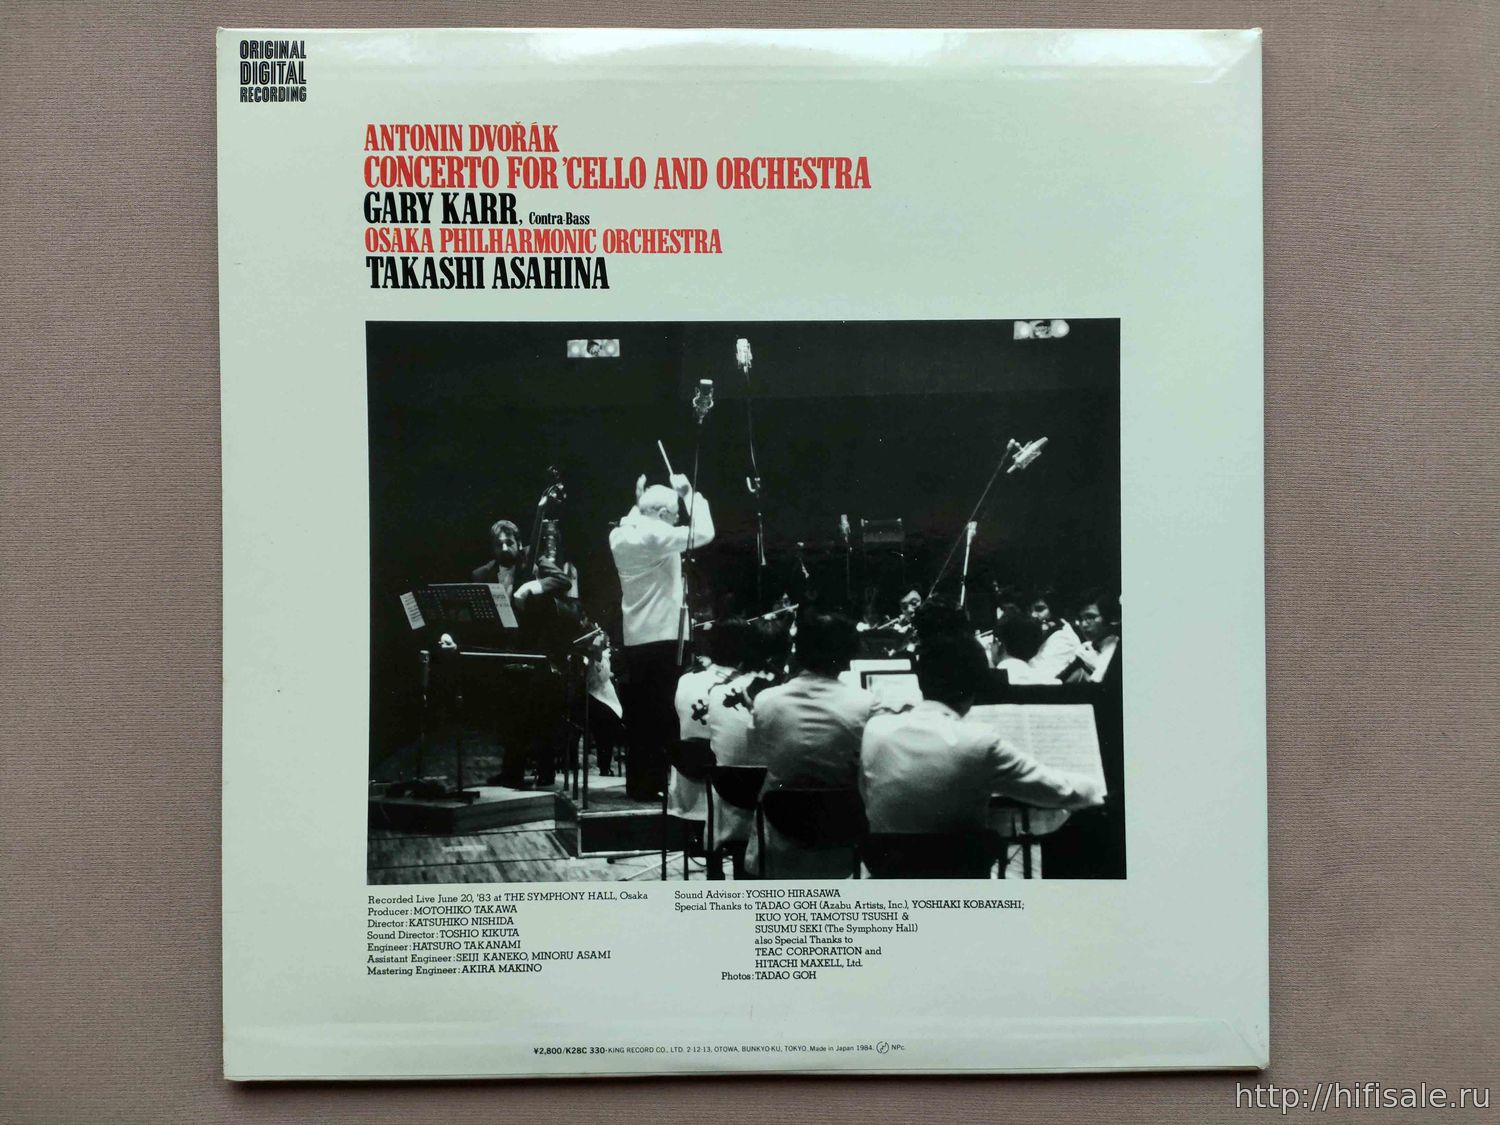 ORIGINAL
DIGITAL
RECORDING
ANTONIN DVOŘÁK
CONCERTO FOR 'CELLO AND ORCHESTRA
GARY KARR, Contra-Bass
OSAKA PHILHARMONIC ORCHESTRA
TAKASHI ASAHINA
Recorded Live June 20, '83 at THE SYMPHONY HALL, Osaka
Producer: MOTOHIKO TAKAWA
Director: KATSUHIKO NISHIDA
Sound Director: TOSHIO KIKUTA
Engineer: HATSURO TAKANAMI
Assistant Engineer: SEIJI KANEKO, MINORU ASAMI
Mastering Engineer: AKIRA MAKINO
Sound Advisor: YOSHIO HIRASAWA
Special Thanks to TADAO GOH (Azabu Artists, Inc.), YOSHIAKI KOBAYASHI;
IKUO YOH, TAMOTSU TSUSHI &
SUSUMU SEKI (The Symphony Hall)
also Special Thanks to
TEAC CORPORATION and
HITACHI MAXELL, Ltd.
Photos: TADAO GOH
¥2,800/K28C 330・KING RECORD CO., LTD. 2-12-13, OTOWA, BUNKYO-KU, TOKYO. Made in Japan 1984. NPc.
http://hifisale.ru